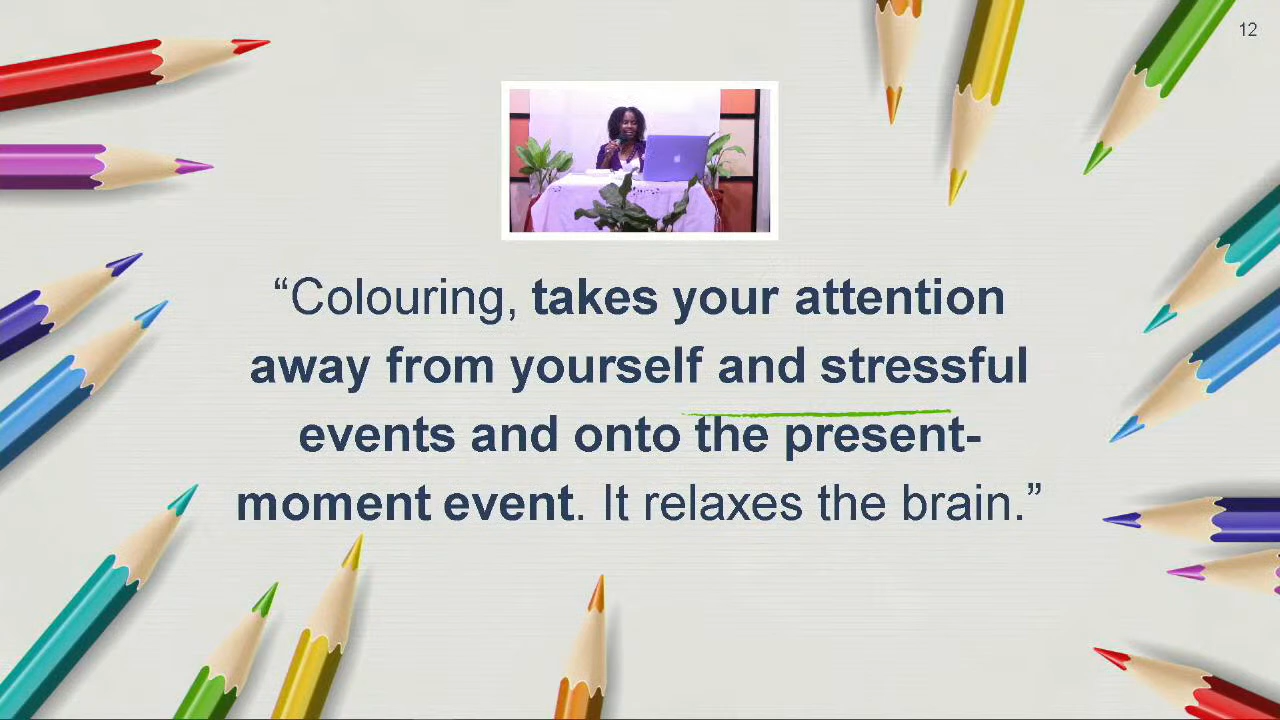 12
“Colouring, takes your attention
away from yourself and stressful
events and onto the present-
moment event. It relaxes the brain.”